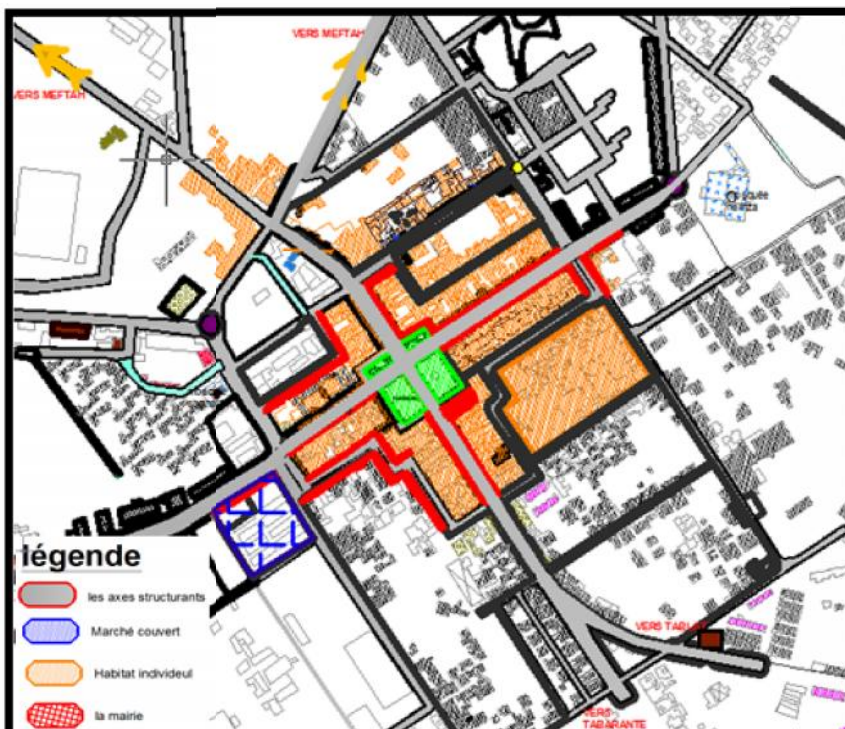 VERS MEFTAH
VERS MEFTAH
VERS TABLAT
VERS
TABARANTE
légende
les axes structurants
Marché couvert
Habitat individeul
la mairie